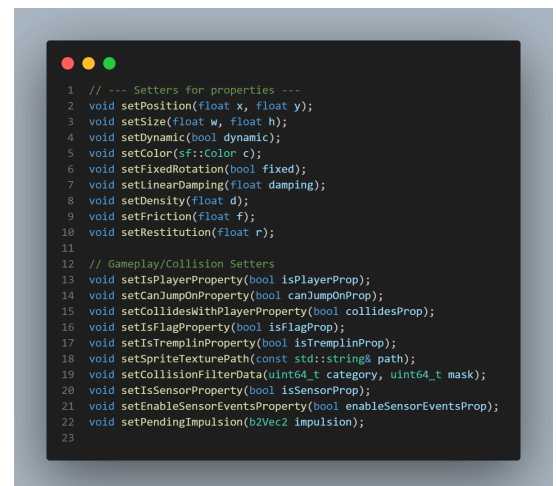 1 // --- Setters for properties ---
2 void setPosition(float x, float y);
3 void setSize(float w, float h);
4 void setDynamic(bool dynamic);
5 void setColor(sf::Color c);
6 void setFixedRotation(bool fixed);
7 void setLinearDamping(float damping);
8 void setDensity(float d);
9 void setFriction(float f);
10 void setRestitution(float r);
11
12 // Gameplay/Collision Setters
13 void setIsPlayerProperty(bool isPlayerProp);
14 void setCanJumpOnProperty(bool canJumpOnProp);
15 void setCollidesWithPlayerProperty(bool collidesProp);
16 void setIsFlagProperty(bool isFlagProp);
17 void setIsTremplinProperty(bool isTremplinProp);
18 void setSpriteTexturePath(const std::string& path);
19 void setCollisionFilterData(uint64_t category, uint64_t mask);
20 void setIsSensorProperty(bool isSensorProp);
21 void setEnableSensorEventsProperty(bool enableSensorEventsProp);
22 void setPendingImpulsion(b2Vec2 impulsion);
23